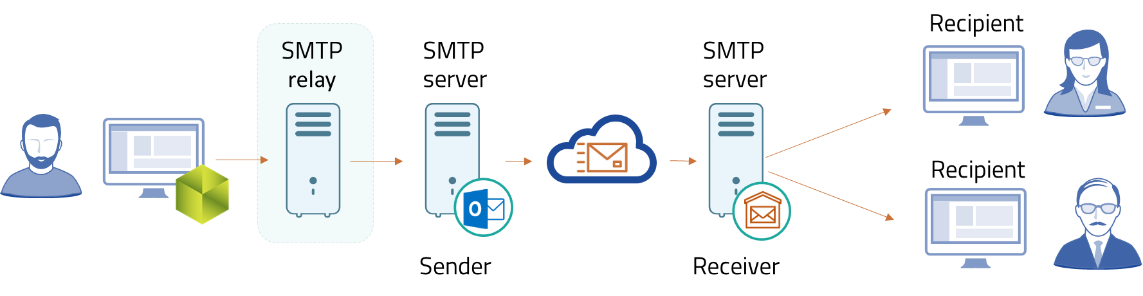 SMTP
relay
SMTP
server
Sender
SMTP
server
Receiver
Recipient
Recipient